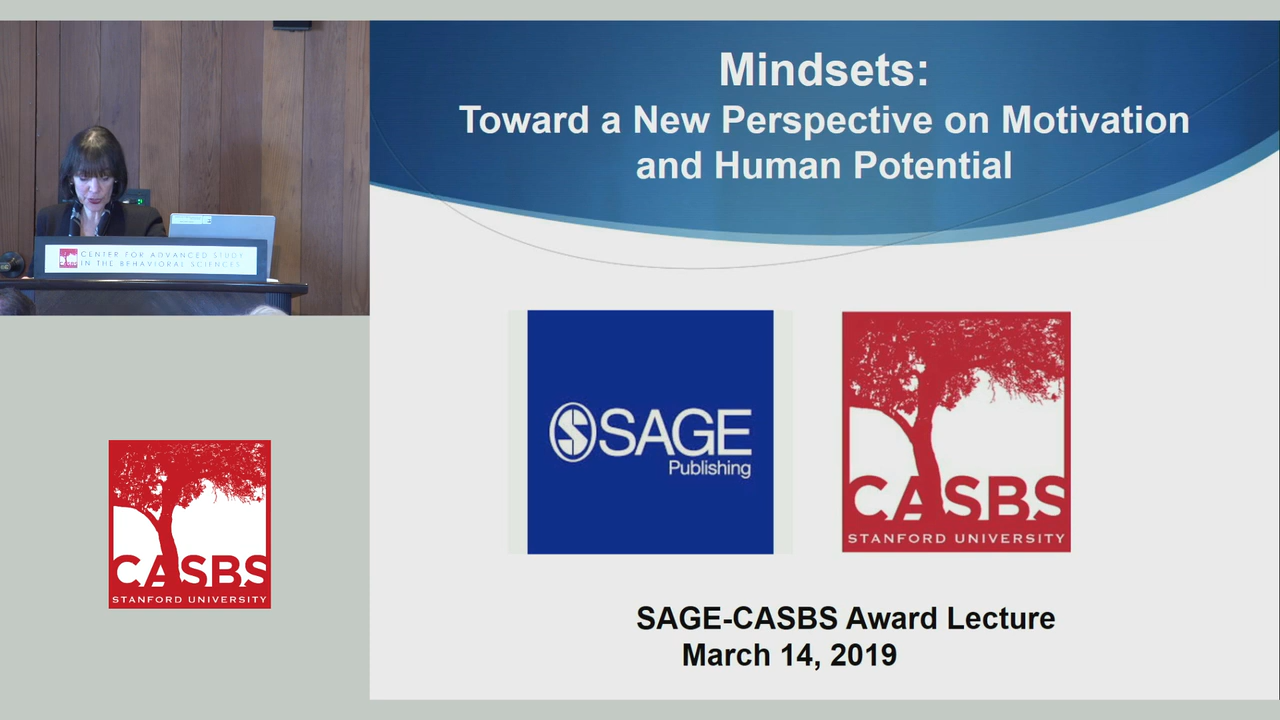 Mindsets:
Toward a New Perspective on Motivation
and Human Potential
CENTER FOR ADVANCED STUDY
IN THE BEHAVIORAL SCIENCES
SAGE
Publishing
CASBS
STANFORD UNIVERSITY
CASBS
STANFORD UNIVERSITY
SAGE-CASBS Award Lecture
March 14, 2019